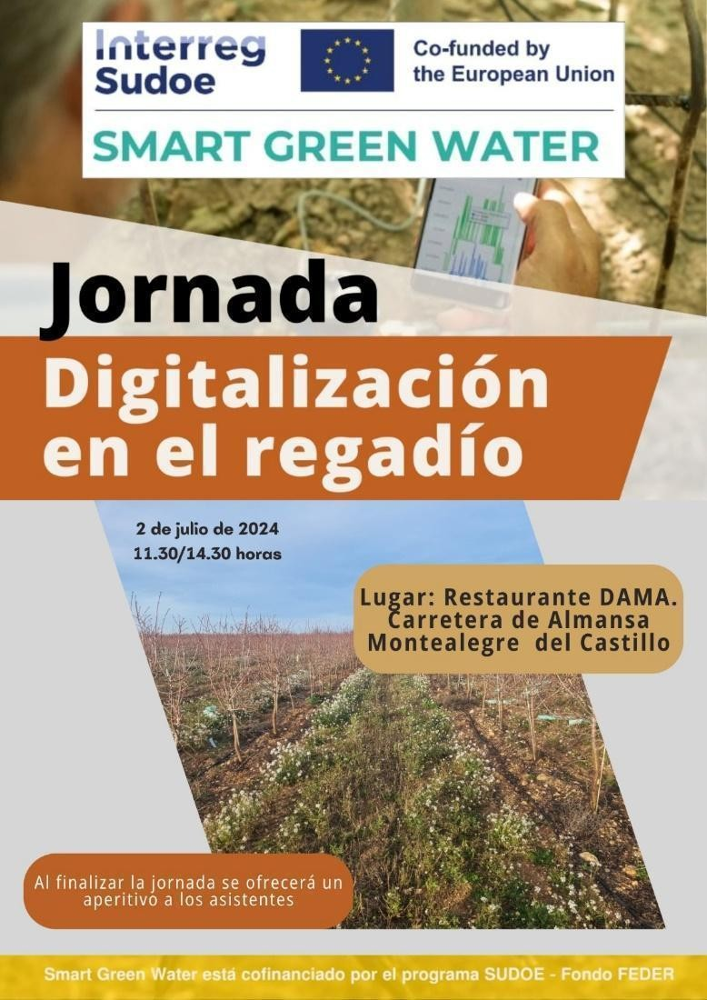 Interreg
Sudoe
Co-funded by
the European Union
SMART GREEN WATER
Jornada
Digitalización
en el regadío
2 de julio de 2024
11.30/14.30 horas
Lugar: Restaurante DAMA.
Carretera de Almansa
Montealegre del Castillo
Al finalizar la jornada se ofrecerá un
aperitivo a los asistentes
Smart Green Water está cofinanciado por el programa SUDOE - Fondo FEDER